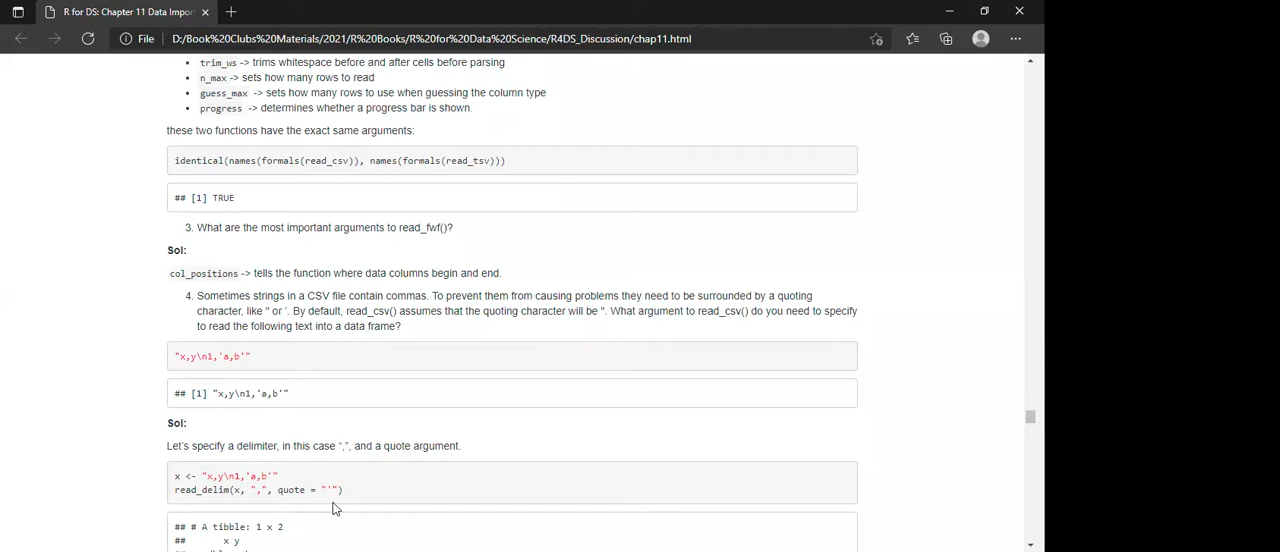 R for DS: Chapter 11 Data Impor
File D:/Book%20Clubs%20Materials/2021/R%20Books/R%20for%20Data%20Science/R4DS_Discussion/chap11.html
• trim_ws -> trims whitespace before and after cells before parsing
• n_max -> sets how many rows to read
• guess_max -> sets how many rows to use when guessing the column type
• progress -> determines whether a progress bar is shown.
these two functions have the exact same arguments:
identical(names(formals(read_csv)), names(formals(read_tsv)))
## [1] TRUE
3. What are the most important arguments to read_fwf()?
Sol:
col_positions -> tells the function where data columns begin and end.
4. Sometimes strings in a CSV file contain commas. To prevent them from causing problems they need to be surrounded by a quoting
character, like " or '. By default, read_csv() assumes that the quoting character will be ". What argument to read_csv() do you need to specify
to read the following text into a data frame?
"x,y\n1,'a,b'"
## [1] "x,y\n1,'a,b'"
Sol:
Let's specify a delimiter, in this case “,”, and a quote argument.
x <- "x,y\n1,'a,b'"
read_delim(x, ",", quote = "'")
## # A tibble: 1 x 2
## x y